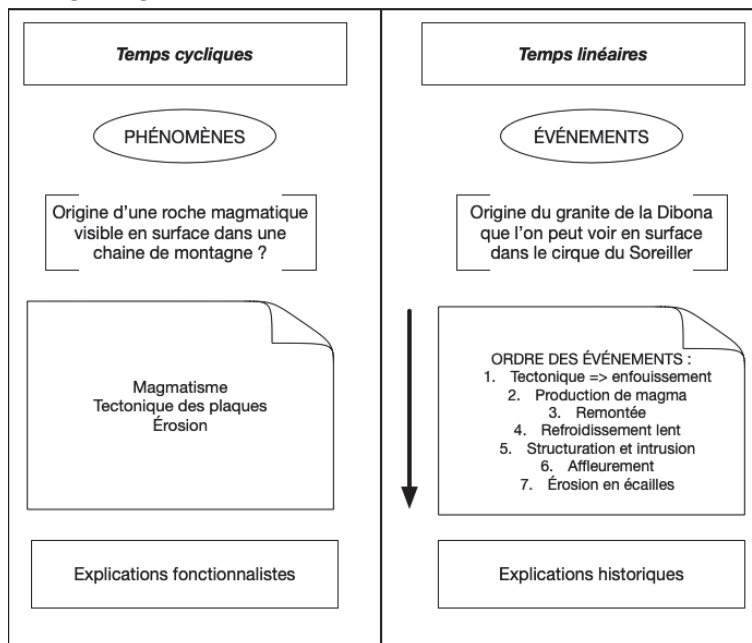 Temps cycliques
PHÉNOMÈNES
Origine d'une roche magmatique
visible en surface dans une
chaine de montagne ?
Magmatisme
Tectonique des plaques
Érosion
Explications fonctionnalistes
Temps linéaires
ÉVÉNEMENTS
Origine du granite de la Dibona
que l'on peut voir en surface
dans le cirque du Soreiller
ORDRE DES ÉVÉNEMENTS :
1. Tectonique => enfouissement
2. Production de magma
3. Remontée
4. Refroidissement lent
5. Structuration et intrusion
6. Affleurement
7. Érosion en écailles
Explications historiques